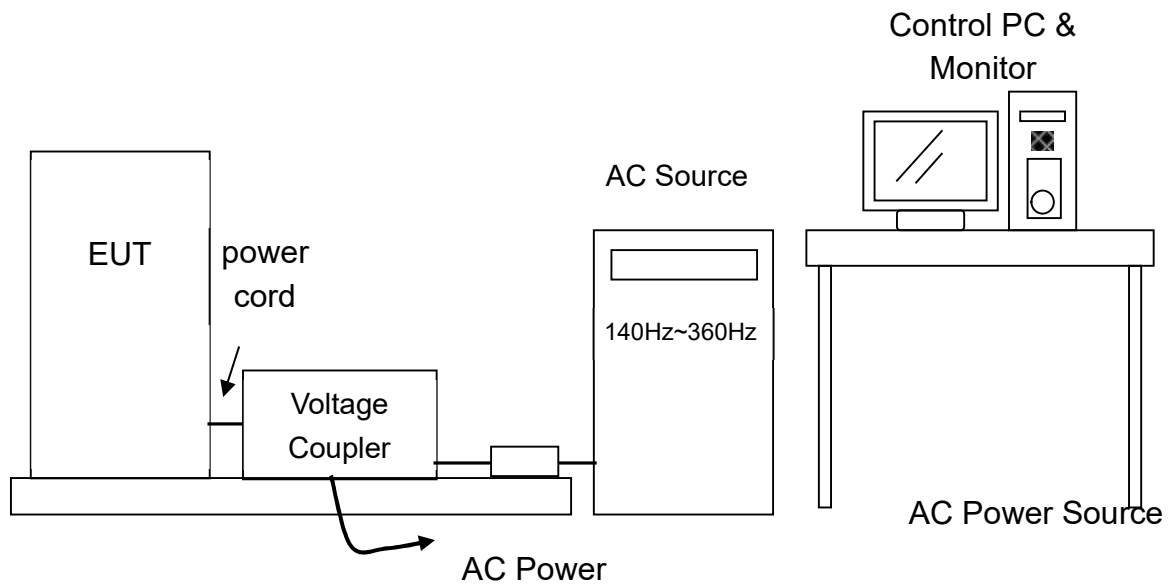 Control PC &
Monitor
AC Source
EUT
power
cord
140Hz~360Hz
Voltage
Coupler
AC Power Source
AC Power